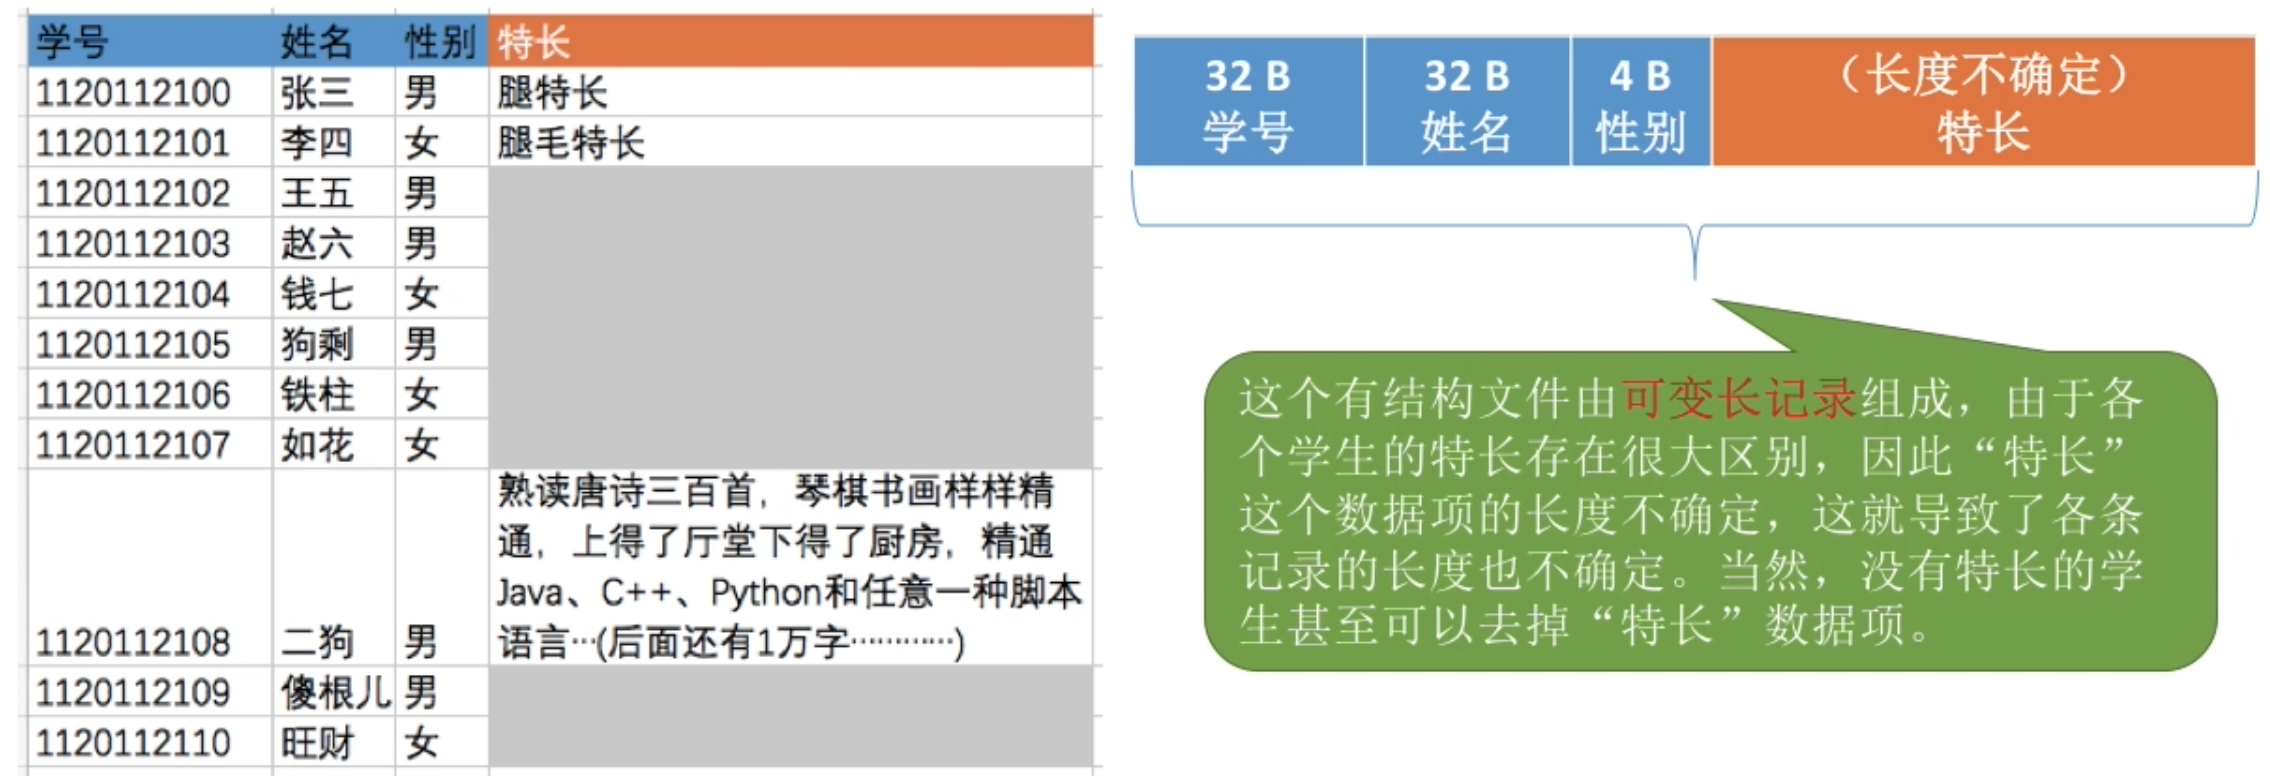 学号 姓名 性别 特长
1120112100 张三 男 腿特长
1120112101 李四 女 腿毛特长
1120112102 王五 男
1120112103 赵六 男
1120112104 钱七 女
1120112105 狗剩 男
1120112106 铁柱 女
1120112107 如花 女
熟读唐诗三百首，琴棋书画样样精
通，上得了厅堂下得了厨房，精通
Java、C++、Python和任意一种脚本
1120112108 二狗 男 语言…(后面还有1万字…………)
1120112109 傻根儿 男
1120112110 旺财 女
32 B 32 B 4 B （长度不确定）
学号 姓名 性别 特长
这个有结构文件由可变长记录组成，由于各
个学生的特长存在很大区别，因此“特长”
这个数据项的长度不确定，这就导致了各条
记录的长度也不确定。当然，没有特长的学
生甚至可以去掉“特长”数据项。